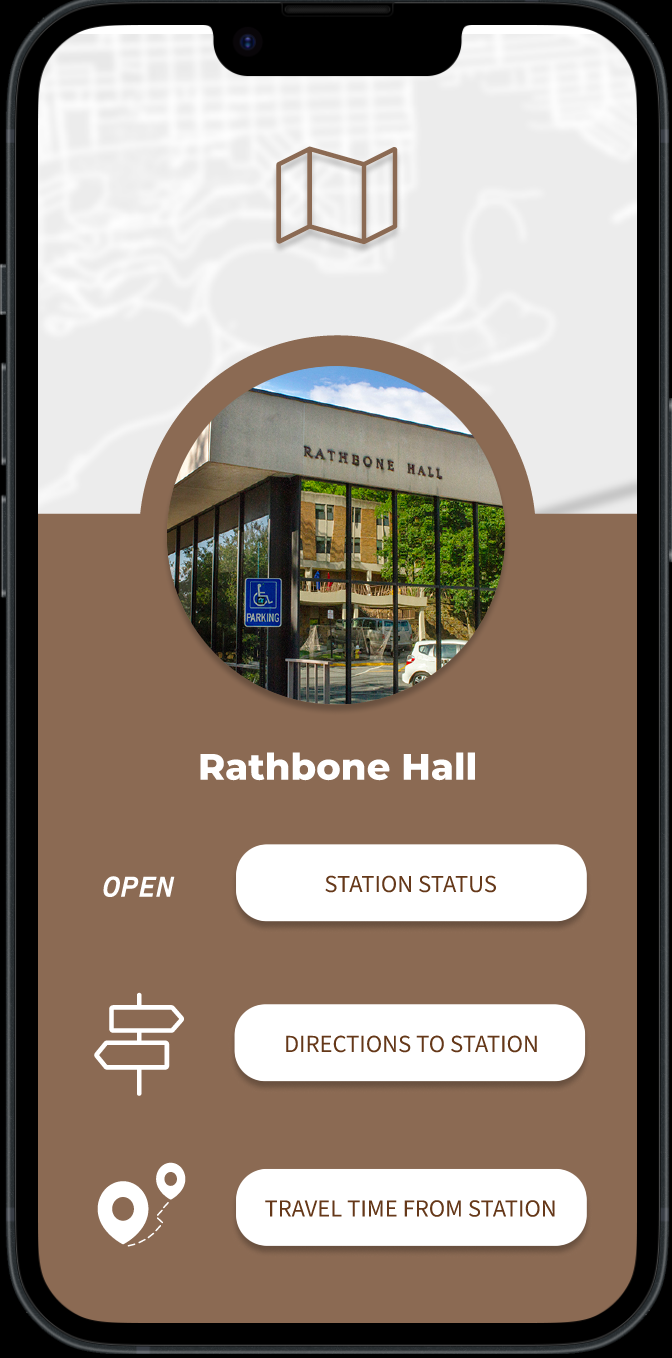 RATHBONE HALL
PARKING
Rathbone Hall
OPEN
STATION STATUS
DIRECTIONS TO STATION
TRAVEL TIME FROM STATION